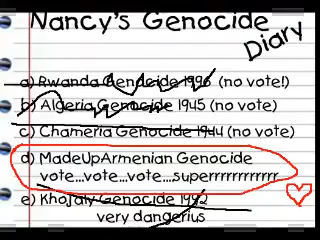 Nancy's Genocide
Diary
a) Rwanda Genocide 1996 (no vote!)
b) Algeria Genocide 1945 (no vote)
c) Chameria Genocide 1944 (no vote)
d) MadeUpArmenian Genocide
vote...vote...vote...superrrrrrrrrrrr
e) Khojaly Genocide 1992
very dangerius